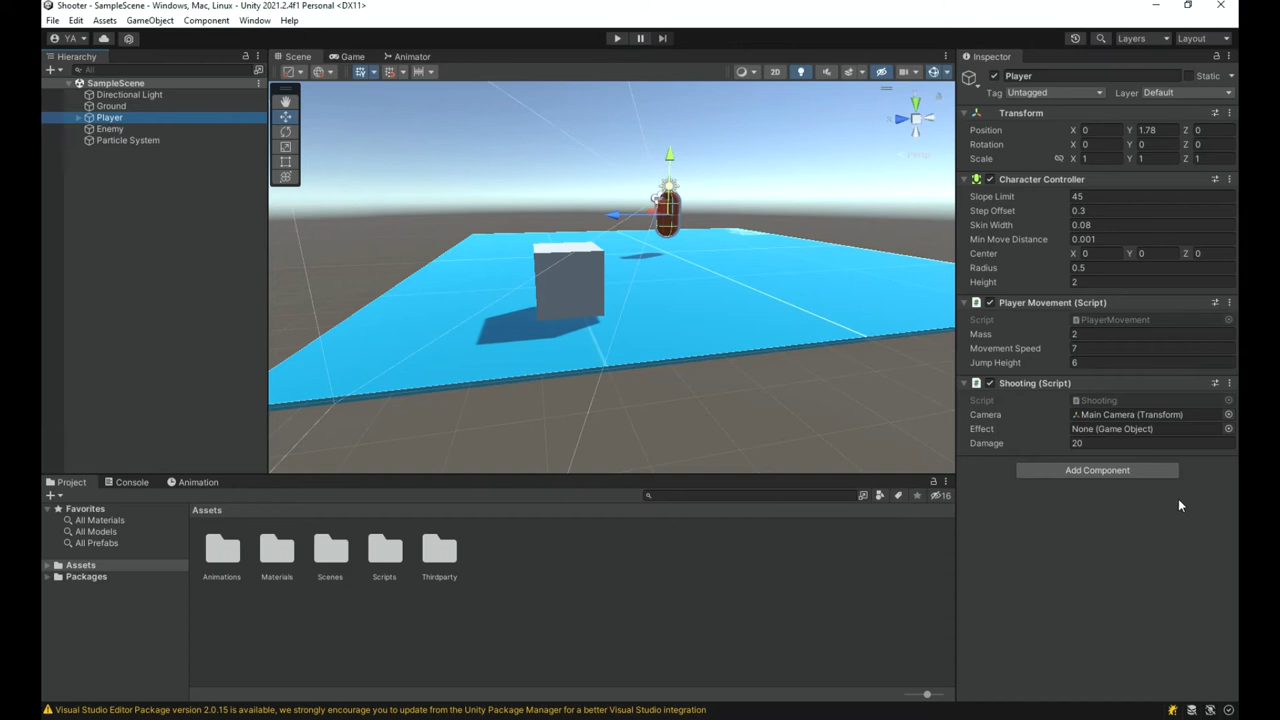 Shooter - SampleScene - Windows, Mac, Linux - Unity 2021.2.4f1 Personal <DX11>
File Edit Assets GameObject Component Window Help
YA
Layers Layout
Hierarchy
All
SampleScene
Directional Light
Ground
Player
Enemy
Particle System
Scene Game Animator
2D
Inspector
Player Static
Tag Untagged Layer Default
Transform
Position X 0 Y 1.78 Z 0
Rotation X 0 Y 0 Z 0
Scale X 1 Y 1 Z 1
Character Controller
Slope Limit 45
Step Offset 0.3
Skin Width 0.08
Min Move Distance 0.001
Center X 0 Y 0 Z 0
Radius 0.5
Height 2
Player Movement (Script)
Script PlayerMovement
Mass 2
Movement Speed 7
Jump Height 6
Shooting (Script)
Script Shooting
Camera Main Camera (Transform)
Effect None (Game Object)
Damage 20
Add Component
Project Console Animation
16
Favorites
All Materials
All Models
All Prefabs
Assets
Packages
Assets
Animations Materials Scenes Scripts Thirdparty
Visual Studio Editor Package version 2.0.15 is available, we strongly encourage you to update from the Unity Package Manager for a better Visual Studio integration